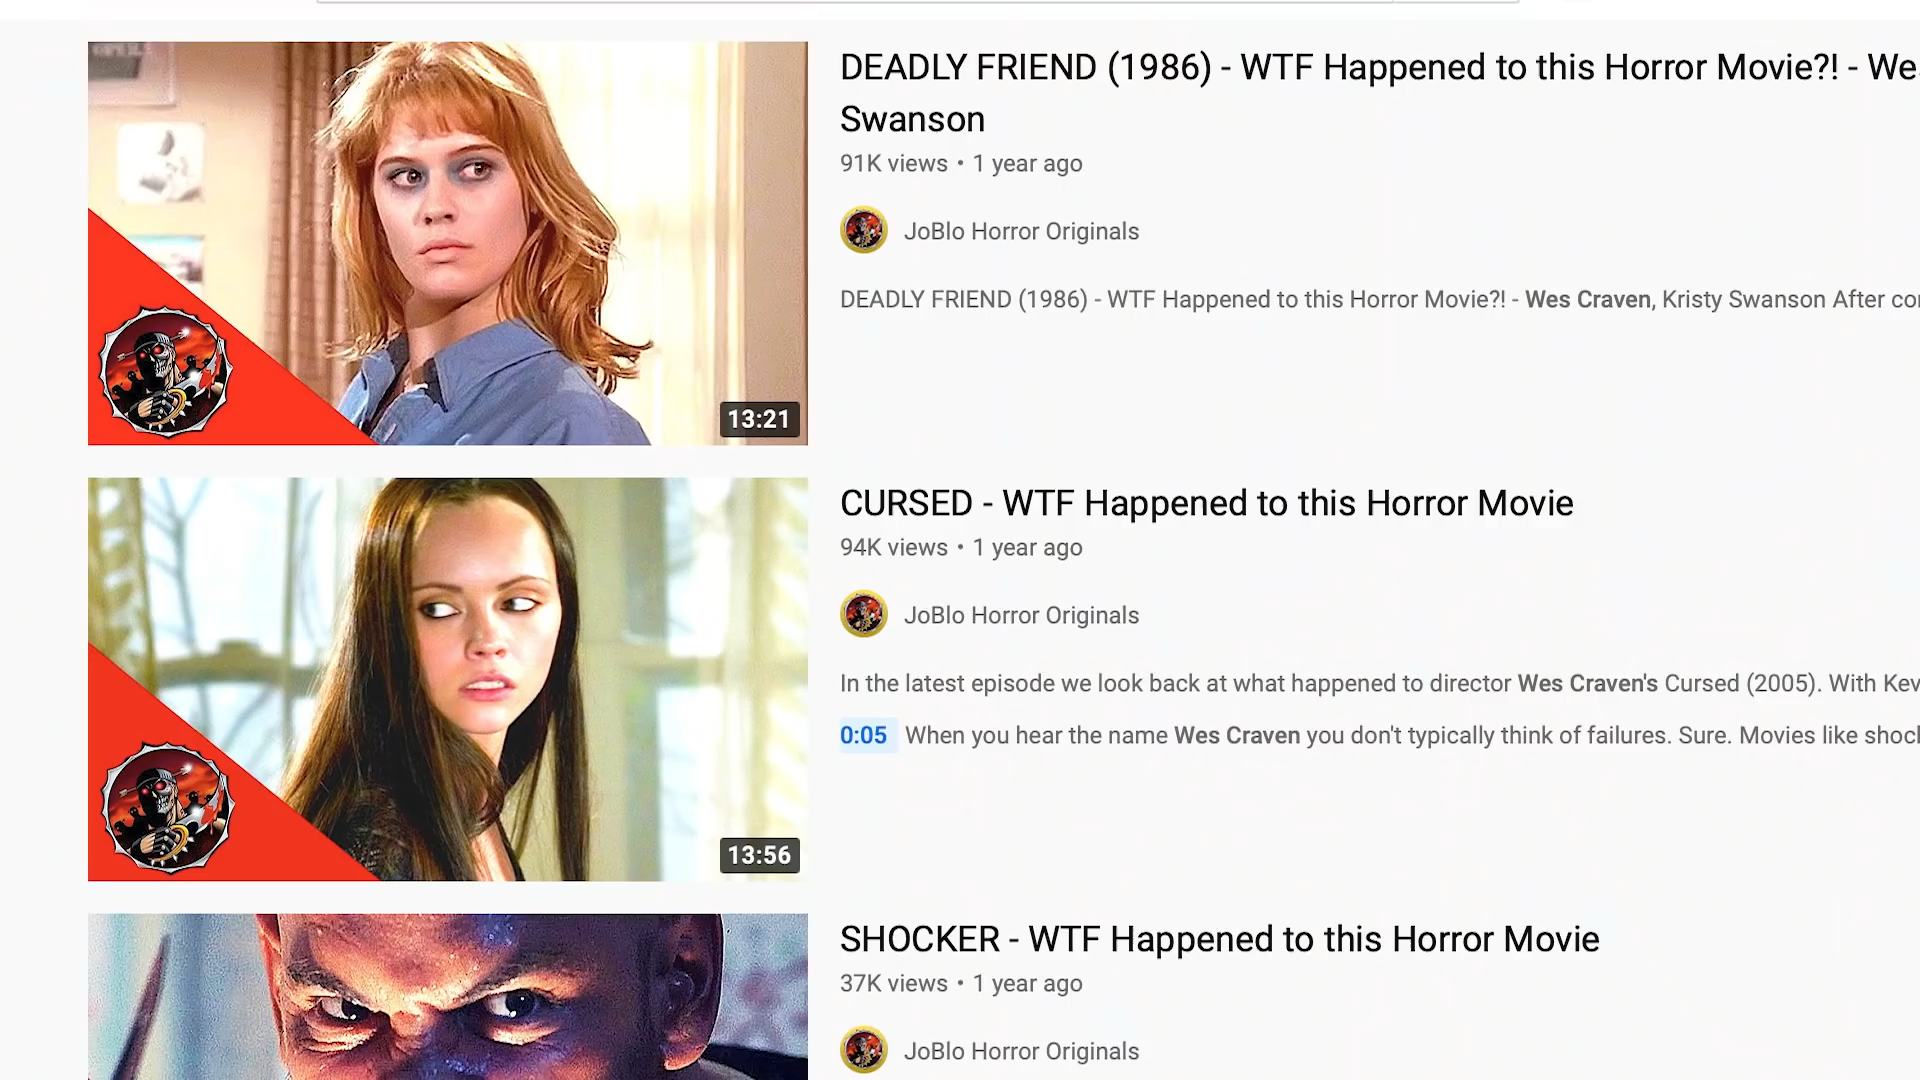 DEADLY FRIEND (1986) - WTF Happened to this Horror Movie?! - Wes
Swanson
91K views • 1 year ago
JoBlo Horror Originals
DEADLY FRIEND (1986) - WTF Happened to this Horror Movie?! - Wes Craven, Kristy Swanson After
13:21
CURSED - WTF Happened to this Horror Movie
94K views • 1 year ago
JoBlo Horror Originals
In the latest episode we look back at what happened to director Wes Craven's Cursed (2005). With
0:05 When you hear the name Wes Craven you don't typically think of failures. Sure. Movies like
13:56
SHOCKER - WTF Happened to this Horror Movie
37K views • 1 year ago
JoBlo Horror Originals